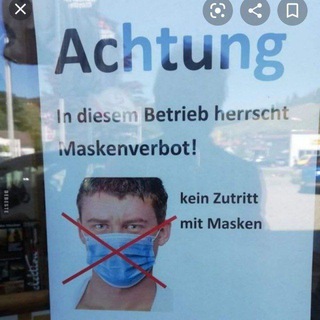 Achtung
In diesem Betrieb herrscht
Maskenverbot!
kein Zutritt
mit Masken